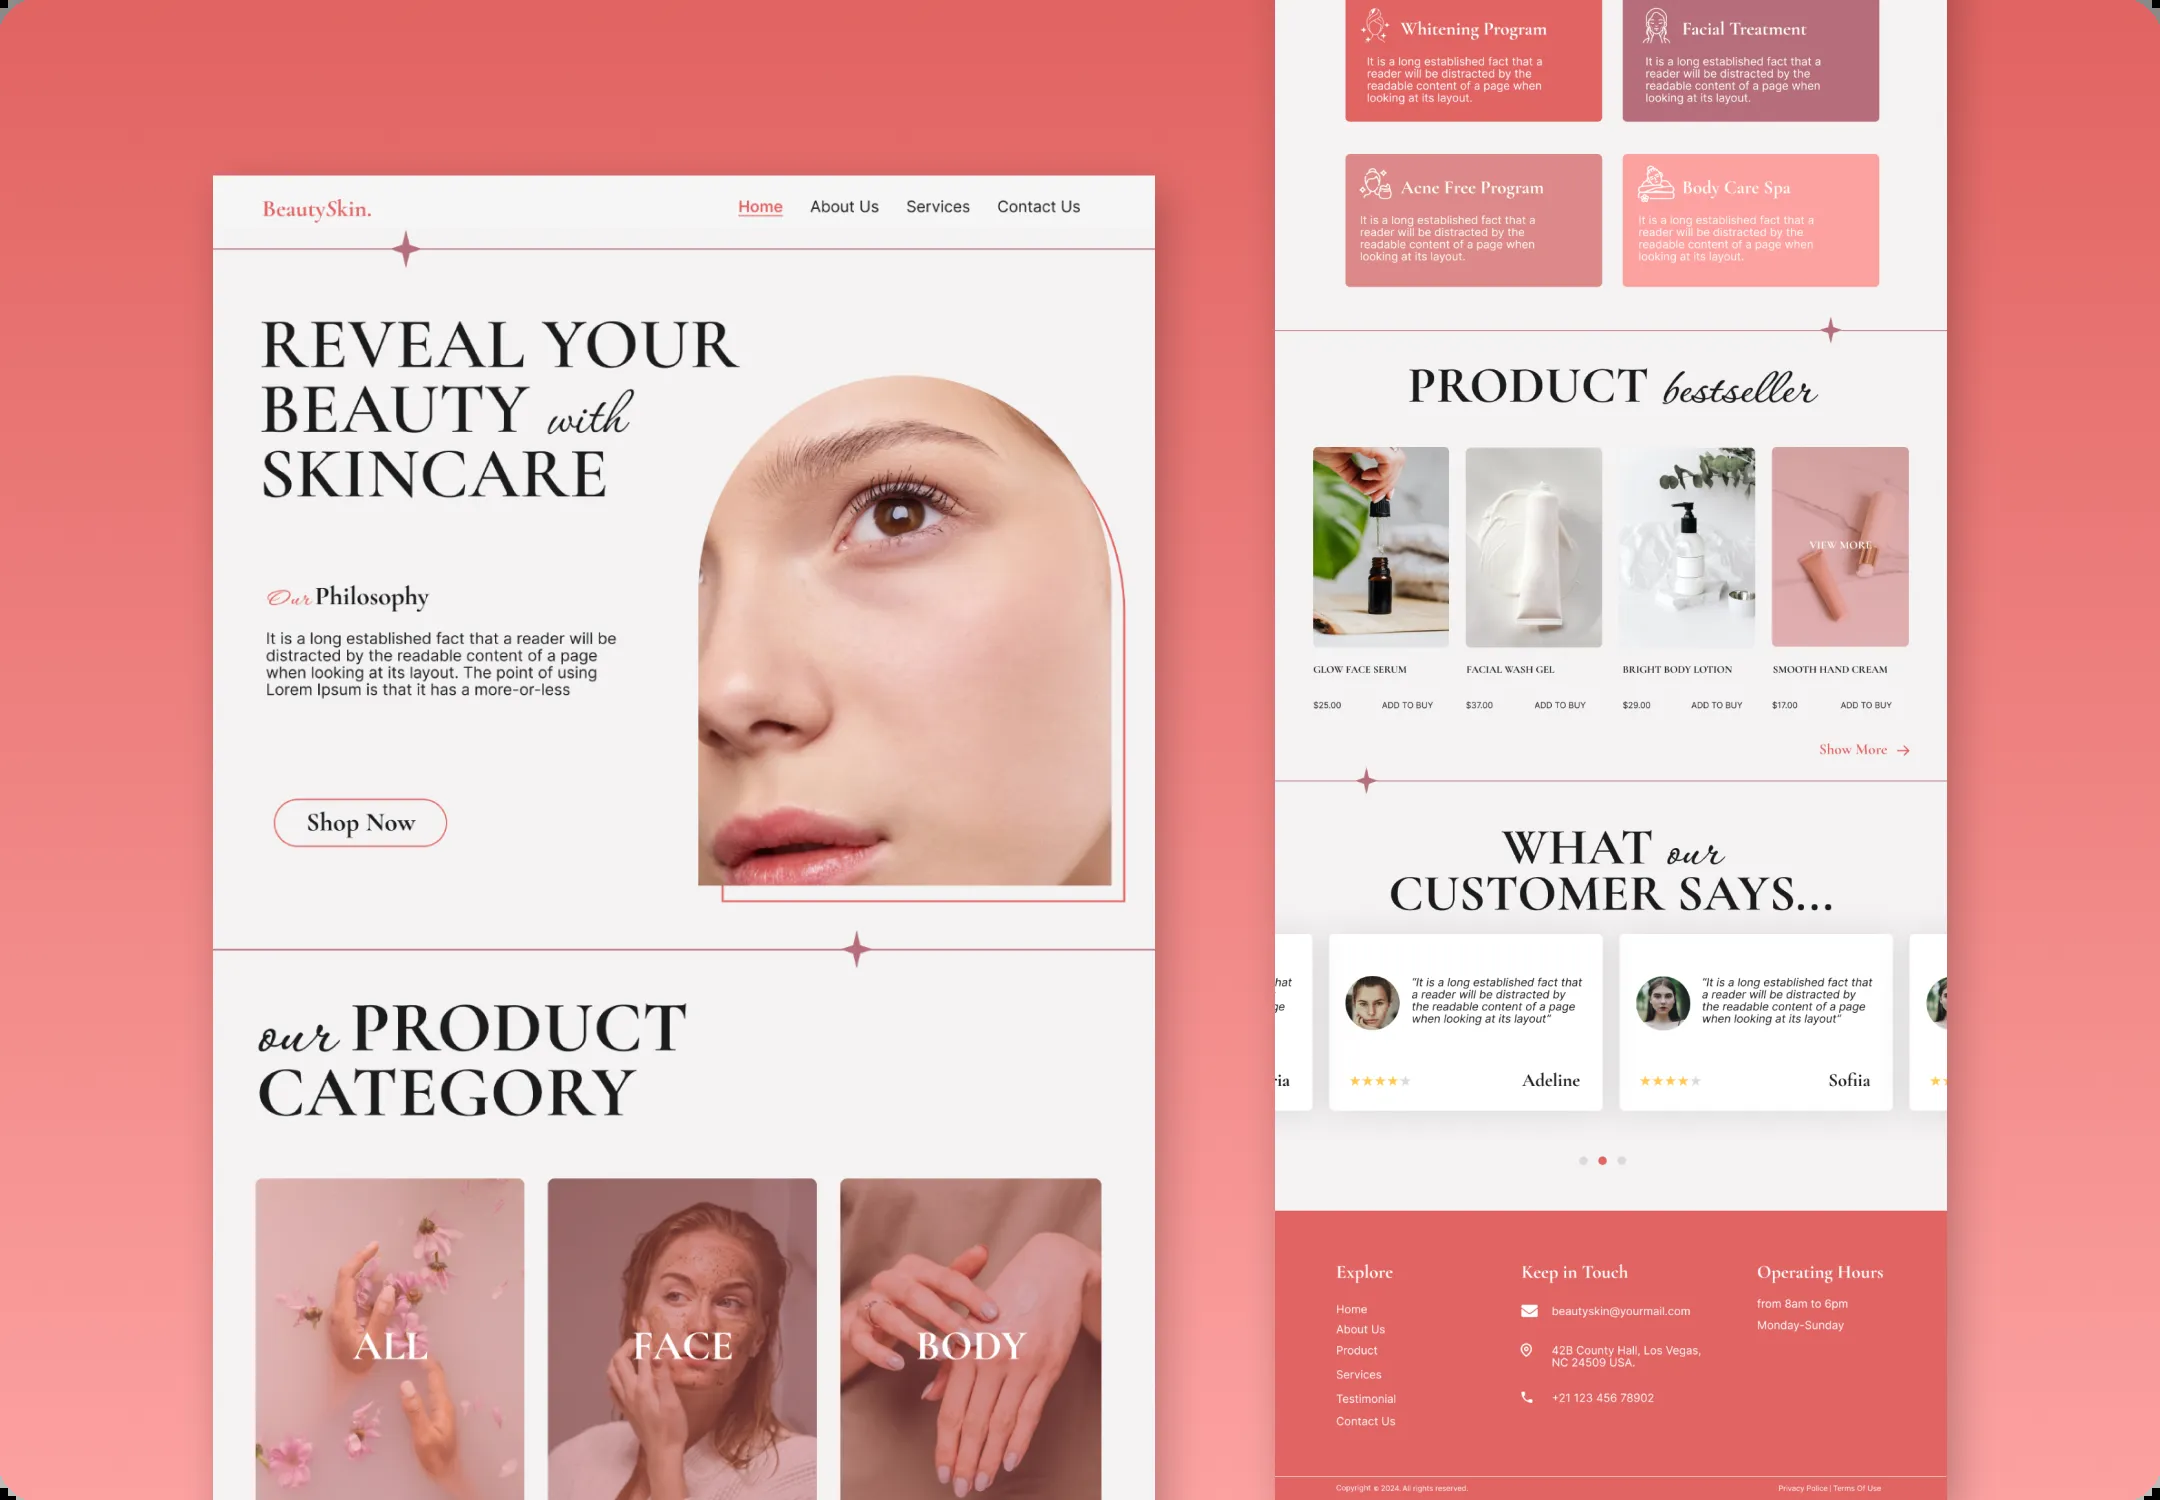 BeautySkin.
Home About Us Services Contact Us
REVEAL YOUR
BEAUTY with
SKINCARE
Our Philosophy
It is a long established fact that a reader will be
distracted by the readable content of a page
when looking at its layout. The point of using
Lorem Ipsum is that it has a more-or-less
Shop Now
our PRODUCT
CATEGORY
ALL
FACE
BODY
Whitening Program
It is a long established fact that a
reader will be distracted by the
readable content of a page when
looking at its layout.
Facial Treatment
It is a long established fact that a
reader will be distracted by the
readable content of a page when
looking at its layout.
Acne Free Program
It is a long established fact that a
reader will be distracted by the
readable content of a page when
looking at its layout.
Body Care Spa
It is a long established fact that a
reader will be distracted by the
readable content of a page when
looking at its layout.
PRODUCT bestseller
VIEW MORE
GLOW FACE SERUM
$25.00 ADD TO BUY
FACIAL WASH GEL
$37.00 ADD TO BUY
BRIGHT BODY LOTION
$29.00 ADD TO BUY
SMOOTH HAND CREAM
$17.00 ADD TO BUY
Show More
WHAT our
CUSTOMER SAYS...
hat
ge
ria
"It is a long established fact that
a reader will be distracted by
the readable content of a page
when looking at its layout"
Adeline
"It is a long established fact that
a reader will be distracted by
the readable content of a page
when looking at its layout"
Sofiia
Explore
Home
About Us
Product
Services
Testimonial
Contact Us
Keep in Touch
beautyskin@yourmail.com
42B County Hall, Los Vegas,
NC 24509 USA.
+21 123 456 78902
Operating Hours
from 8am to 6pm
Monday-Sunday
Copyright © 2024. All rights reserved.
Privacy Police | Terms Of Use